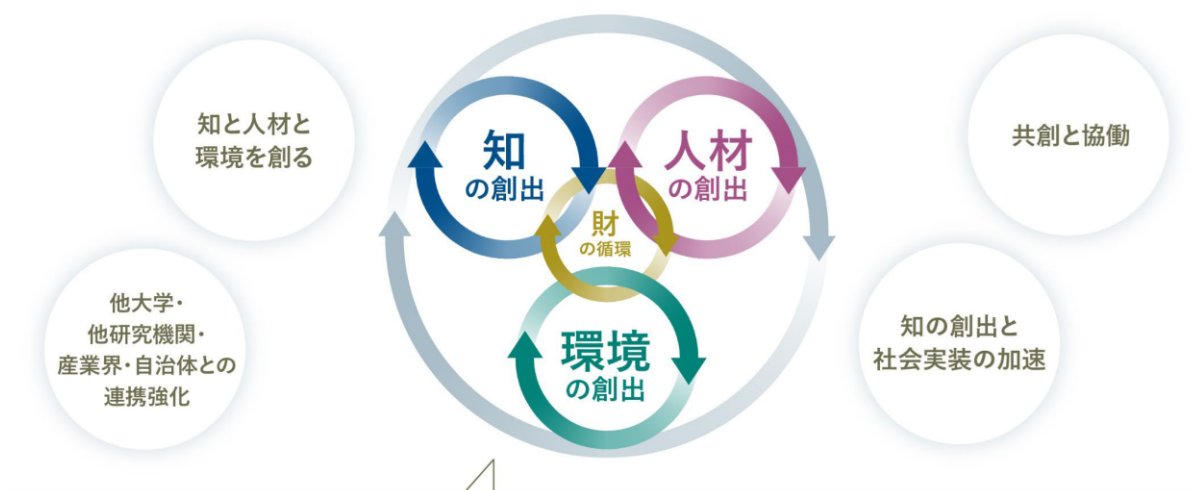 知と人材と
環境を創る
他大学・
他研究機関・
産業界・自治体との
連携強化
知
の創出
人材
の創出
財
の循環
環境
の創出
共創と協働
知の創出と
社会実装の加速